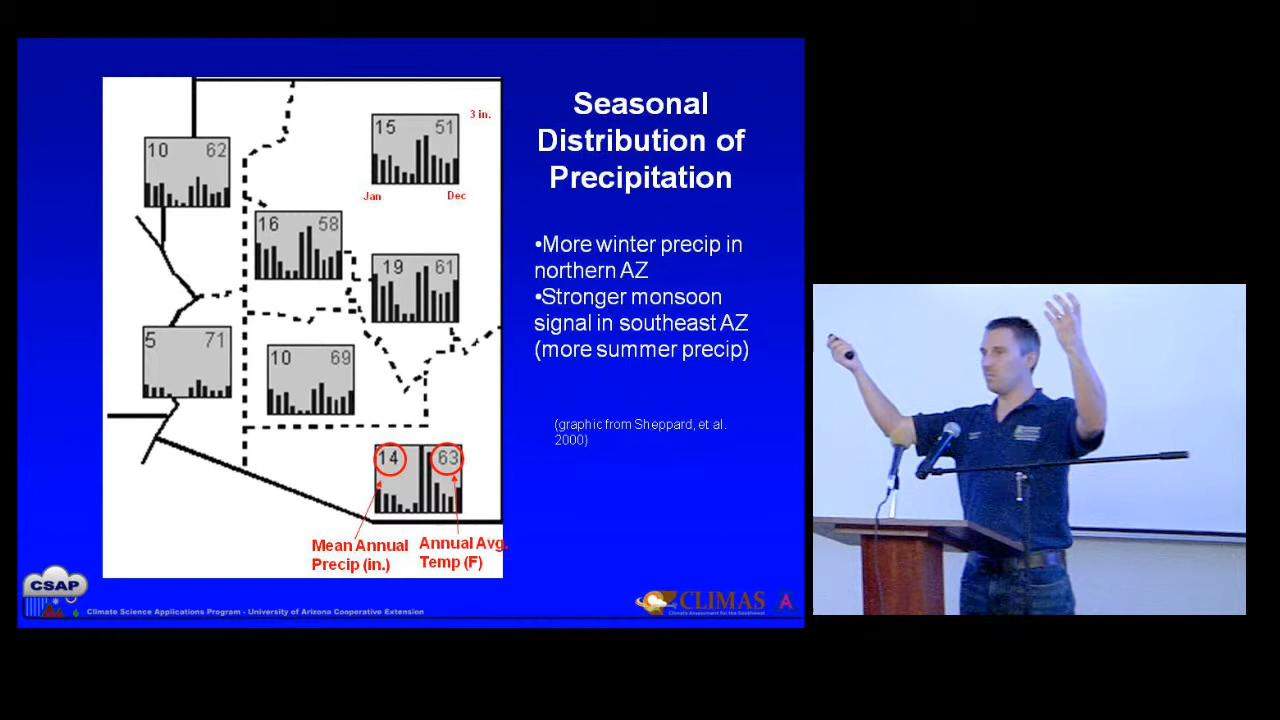 Seasonal
Distribution of
Precipitation
•More winter precip in
northern AZ
•Stronger monsoon
signal in southeast AZ
(more summer precip)
(graphic from Sheppard, et al.
2000)
10 62
15 51
3 in.
Jan Dec
16 58
19 61
5 71
10 69
14 63
Mean Annual
Precip (in.)
Annual Avg.
Temp (F)
CSAP
Climate Science Applications Program - University of Arizona Cooperative Extension
CLIMAS
Climate Assessment for the Southwest
A